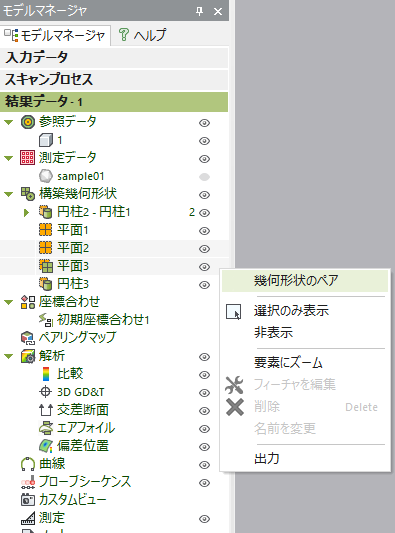 モデルマネージャ
モデルマネージャ
ヘルプ
入力データ
スキャンプロセス
結果データ - 1
参照データ
1
測定データ
sample01
構築幾何形状
円柱2 - 円柱1 2
平面1
平面2
平面3
円柱3
座標合わせ
初期座標合わせ1
ペアリングマップ
解析
比較
3D GD&T
交差断面
エアフォイル
偏差位置
曲線
プローブシーケンス
カスタムビュー
測定
幾何形状のペア
選択のみ表示
非表示
要素にズーム
フィーチャを編集
削除 Delete
名前を変更
出力